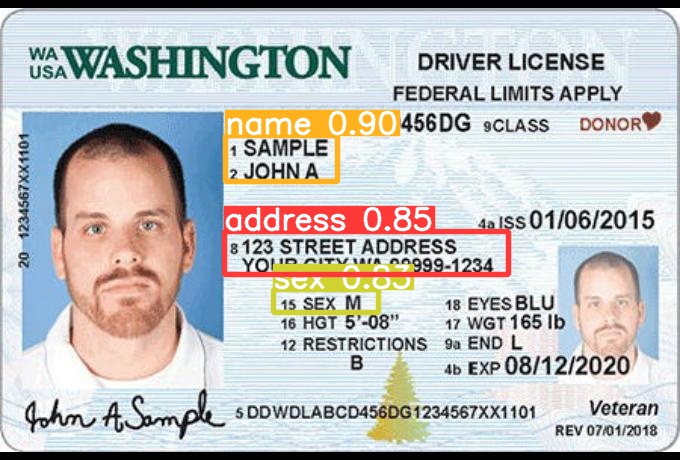 WA
USA WASHINGTON
DRIVER LICENSE
FEDERAL LIMITS APPLY
name 0.90
456DG 9CLASS DONOR
1 SAMPLE
2 JOHN A
20 1234567XX1101
address 0.85
4a ISS 01/06/2015
8 123 STREET ADDRESS
YOUR CITY WA 99999-1234
sex 0.83
15 SEX M
18 EYES BLU
16 HGT 5'-08"
17 WGT 165 lb
12 RESTRICTIONS
B
9a END L
4b EXP 08/12/2020
John A Sample
5 DDWDLABCD456DG1234567XX1101
Veteran
REV 07/01/2018